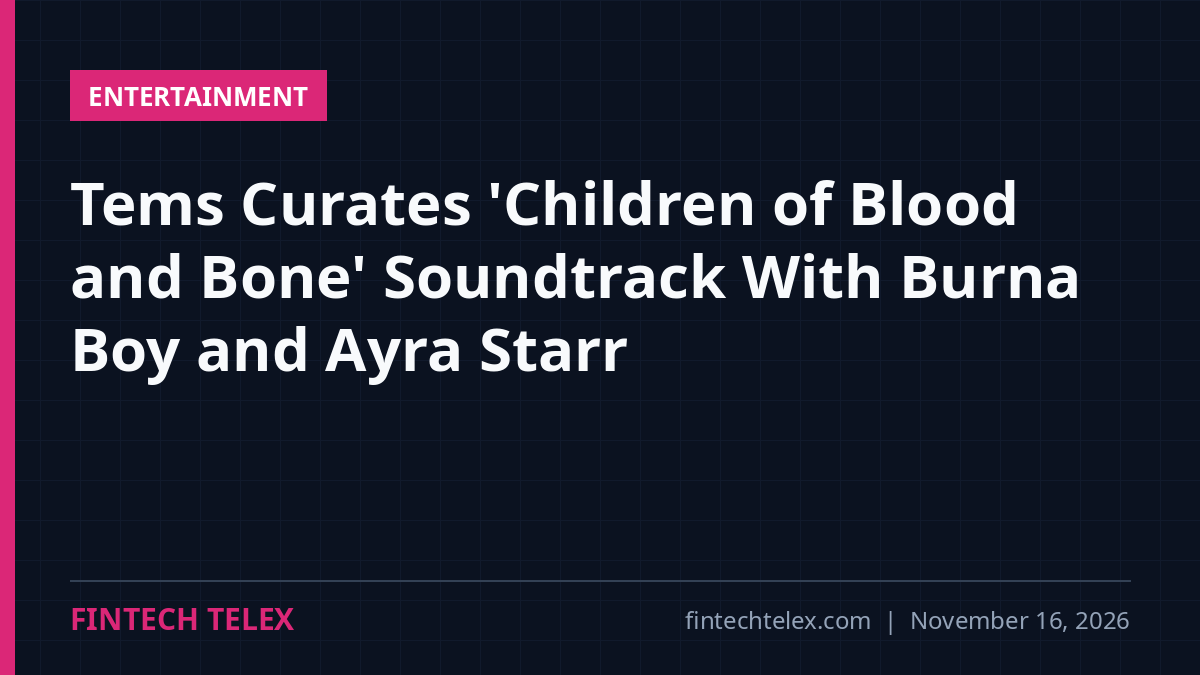 ENTERTAINMENT
Tems Curates 'Children of Blood
and Bone' Soundtrack With Burna
Boy and Ayra Starr
FINTECH TELEX
fintechtelex.com | November 16, 2026